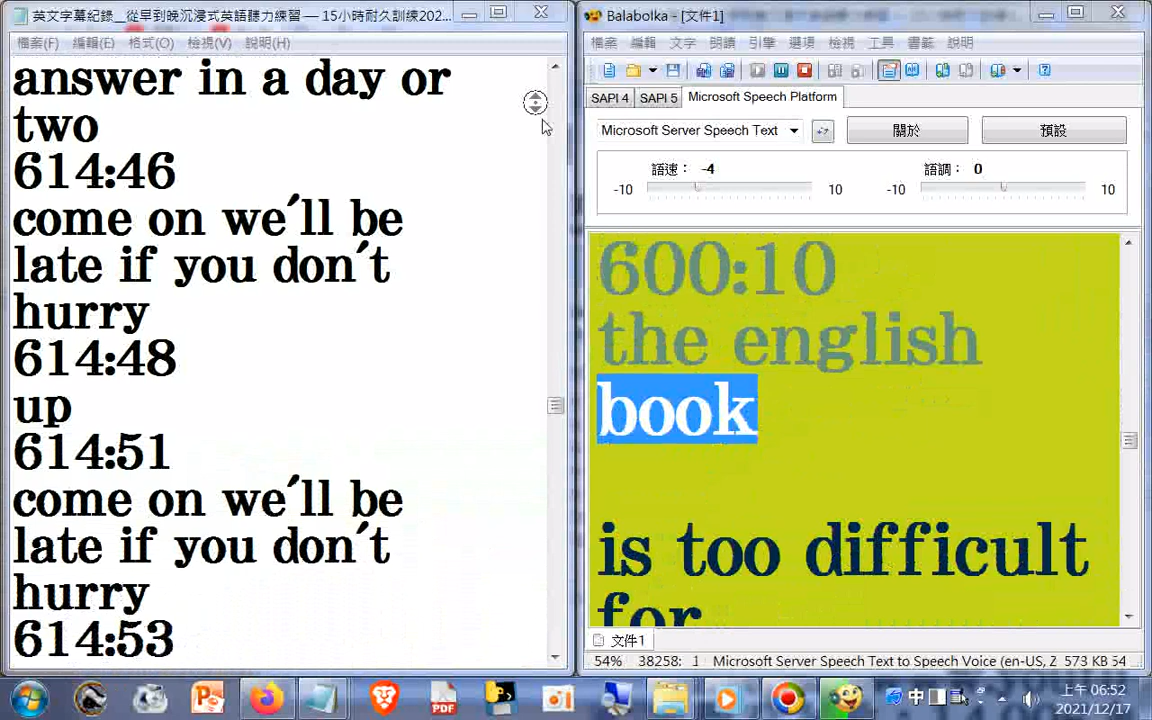 英文字幕紀錄__從早到晚沉浸式英語聽力練習 — 15小時耐久訓練202...
檔案(F) 編輯(E) 格式(O) 檢視(V) 說明(H)
answer in a day or
two
614:46
come on we'll be
late if you don't
hurry
614:48
up
614:51
come on we'll be
late if you don't
hurry
614:53
Balabolka - [文件1]
檔案 編輯 文字 朗讀 引擎 選項 檢視 工具 書籤 說明
SAPI 4 SAPI 5 Microsoft Speech Platform
Microsoft Server Speech Text 關於 預設
語速： -4 語調： 0
-10 10 -10 10
600:10
the english
book
is too difficult
for
文件1
54% 38258: 1 Microsoft Server Speech Text to Speech Voice (en-US, Z 573 KB 54
PDF 中 上午 06:52
2021/12/17